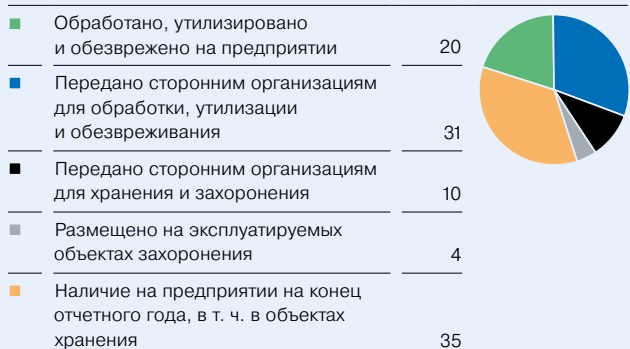 Обработано, утилизировано
и обезврежено на предприятии 20
Передано сторонним организациям
для обработки, утилизации
и обезвреживания 31
Передано сторонним организациям
для хранения и захоронения 10
Размещено на эксплуатируемых
объектах захоронения 4
Наличие на предприятии на конец
отчетного года, в т. ч. в объектах
хранения 35